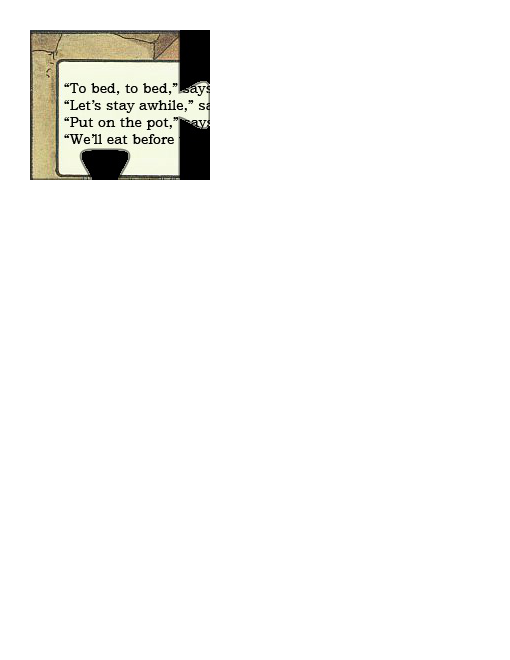 “To bed, to bed,” says
“Let’s stay awhile,” sa
“Put on the pot,” says
“We’ll eat before